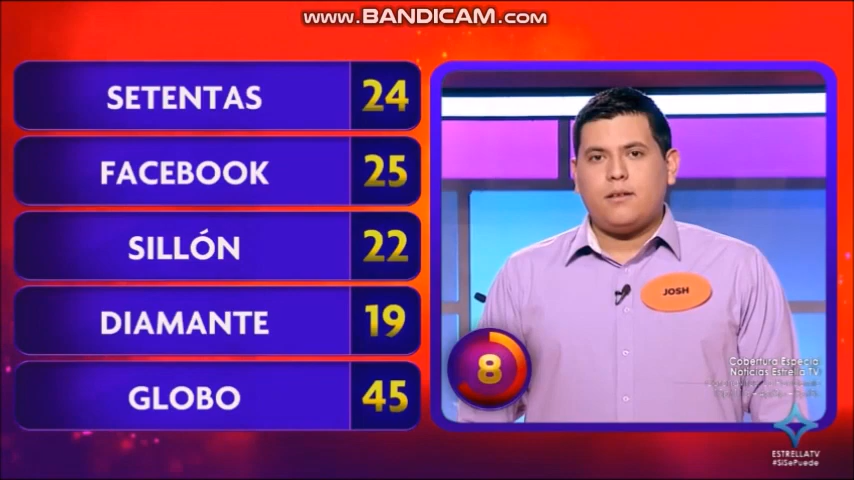 www.BANDICAM.com
SETENTAS 24
FACEBOOK 25
SILLÓN 22
DIAMANTE 19
GLOBO 45
JOSH
8
Cobertura Especial
Noticias Estrella TV
ESTRELLATV
#SiSePuede